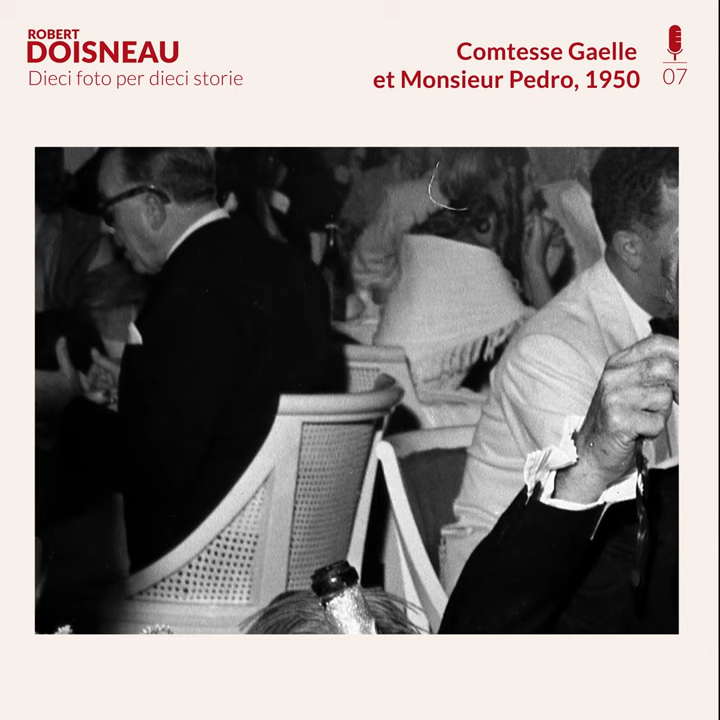 ROBERT
DOISNEAU
Dieci foto per dieci storie
Comtesse Gaelle
et Monsieur Pedro, 1950
07